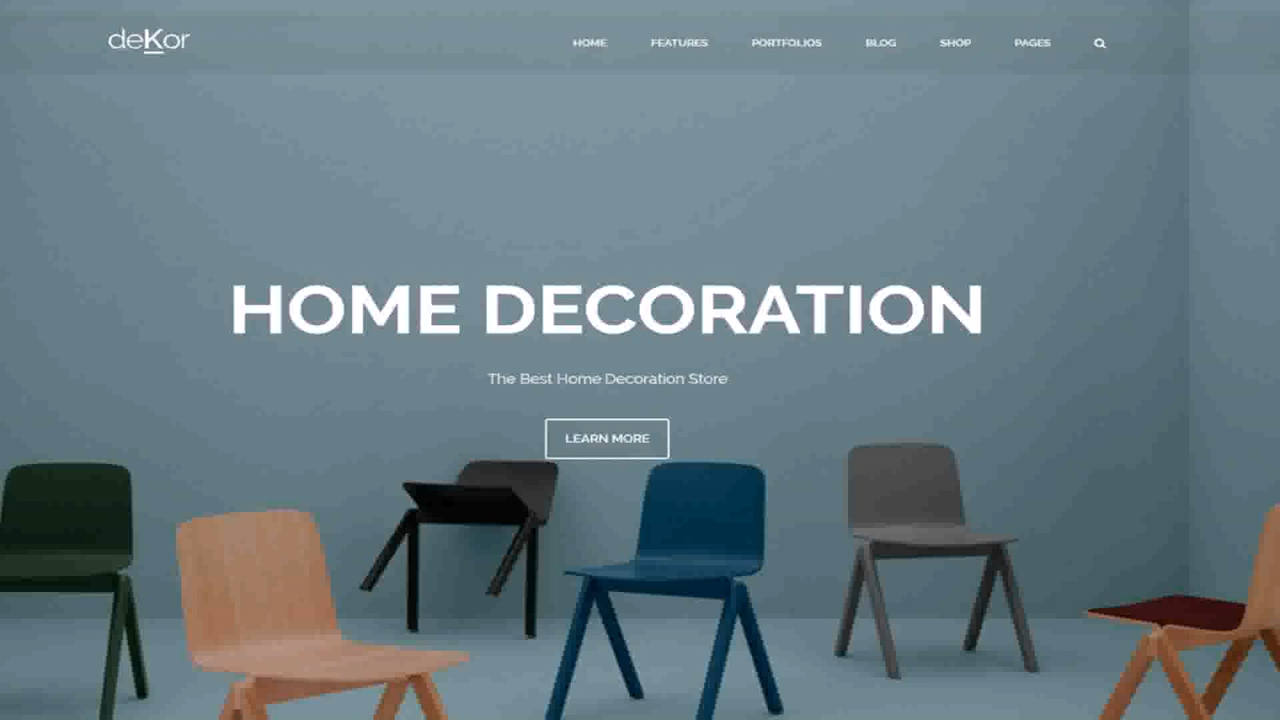 deKor
HOME FEATURES PORTFOLIOS BLOG SHOP PAGES
HOME DECORATION
The Best Home Decoration Store
LEARN MORE